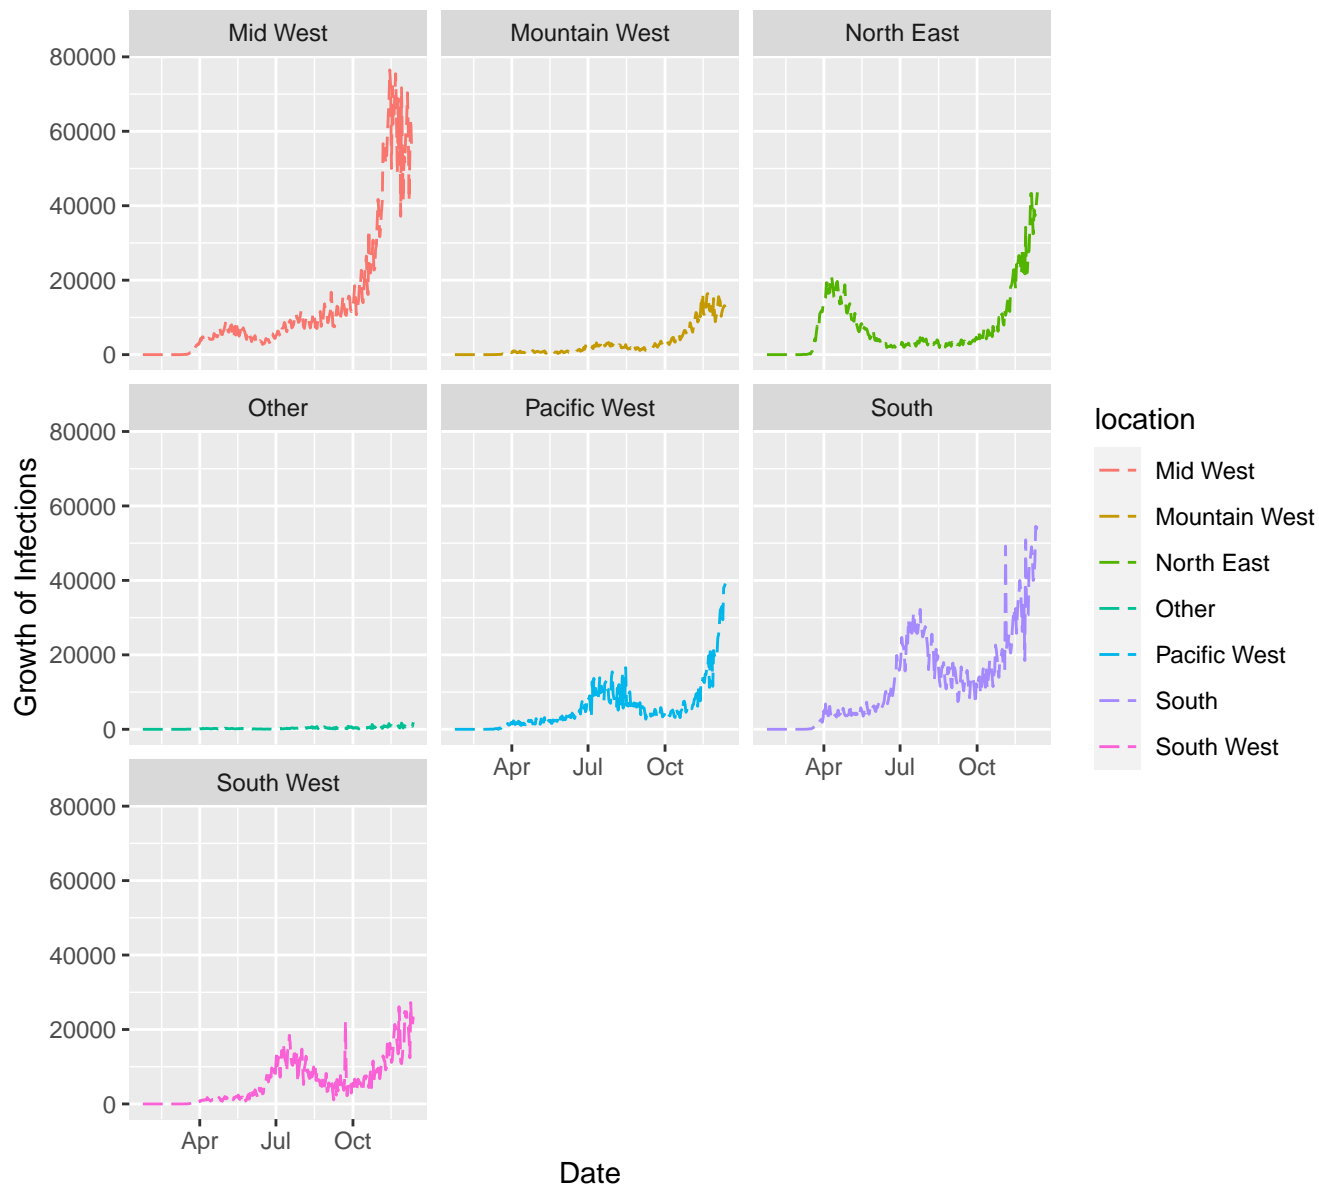 Mid West
Mountain West
North East
80000
60000
40000
20000
0
Other
Pacific West
South
80000
60000
40000
20000
0
Apr Jul Oct
Apr Jul Oct
South West
80000
60000
40000
20000
0
Apr Jul Oct
Date
Growth of Infections
location
Mid West
Mountain West
North East
Other
Pacific West
South
South West